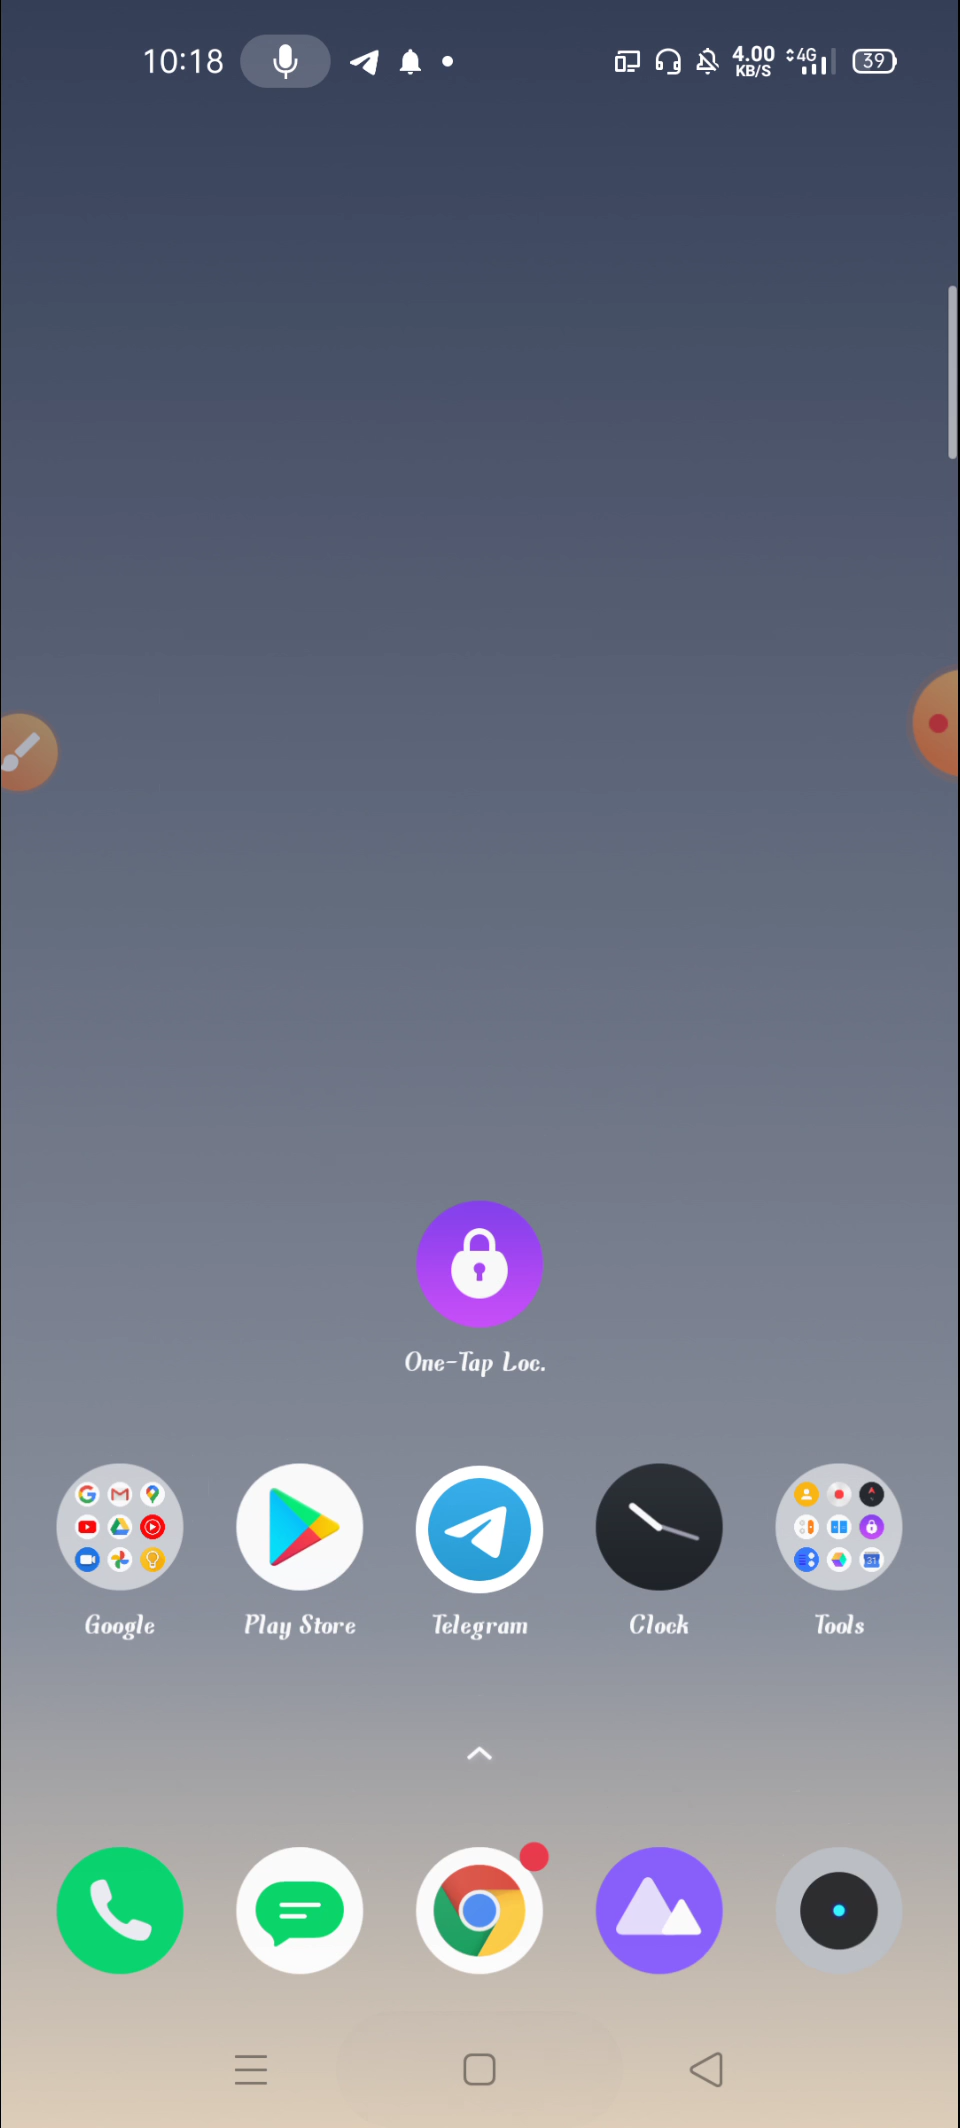 10:18
4.00
KB/S
4G
39
One-Tap Loc.
Google
Play Store
Telegram
Clock
Tools